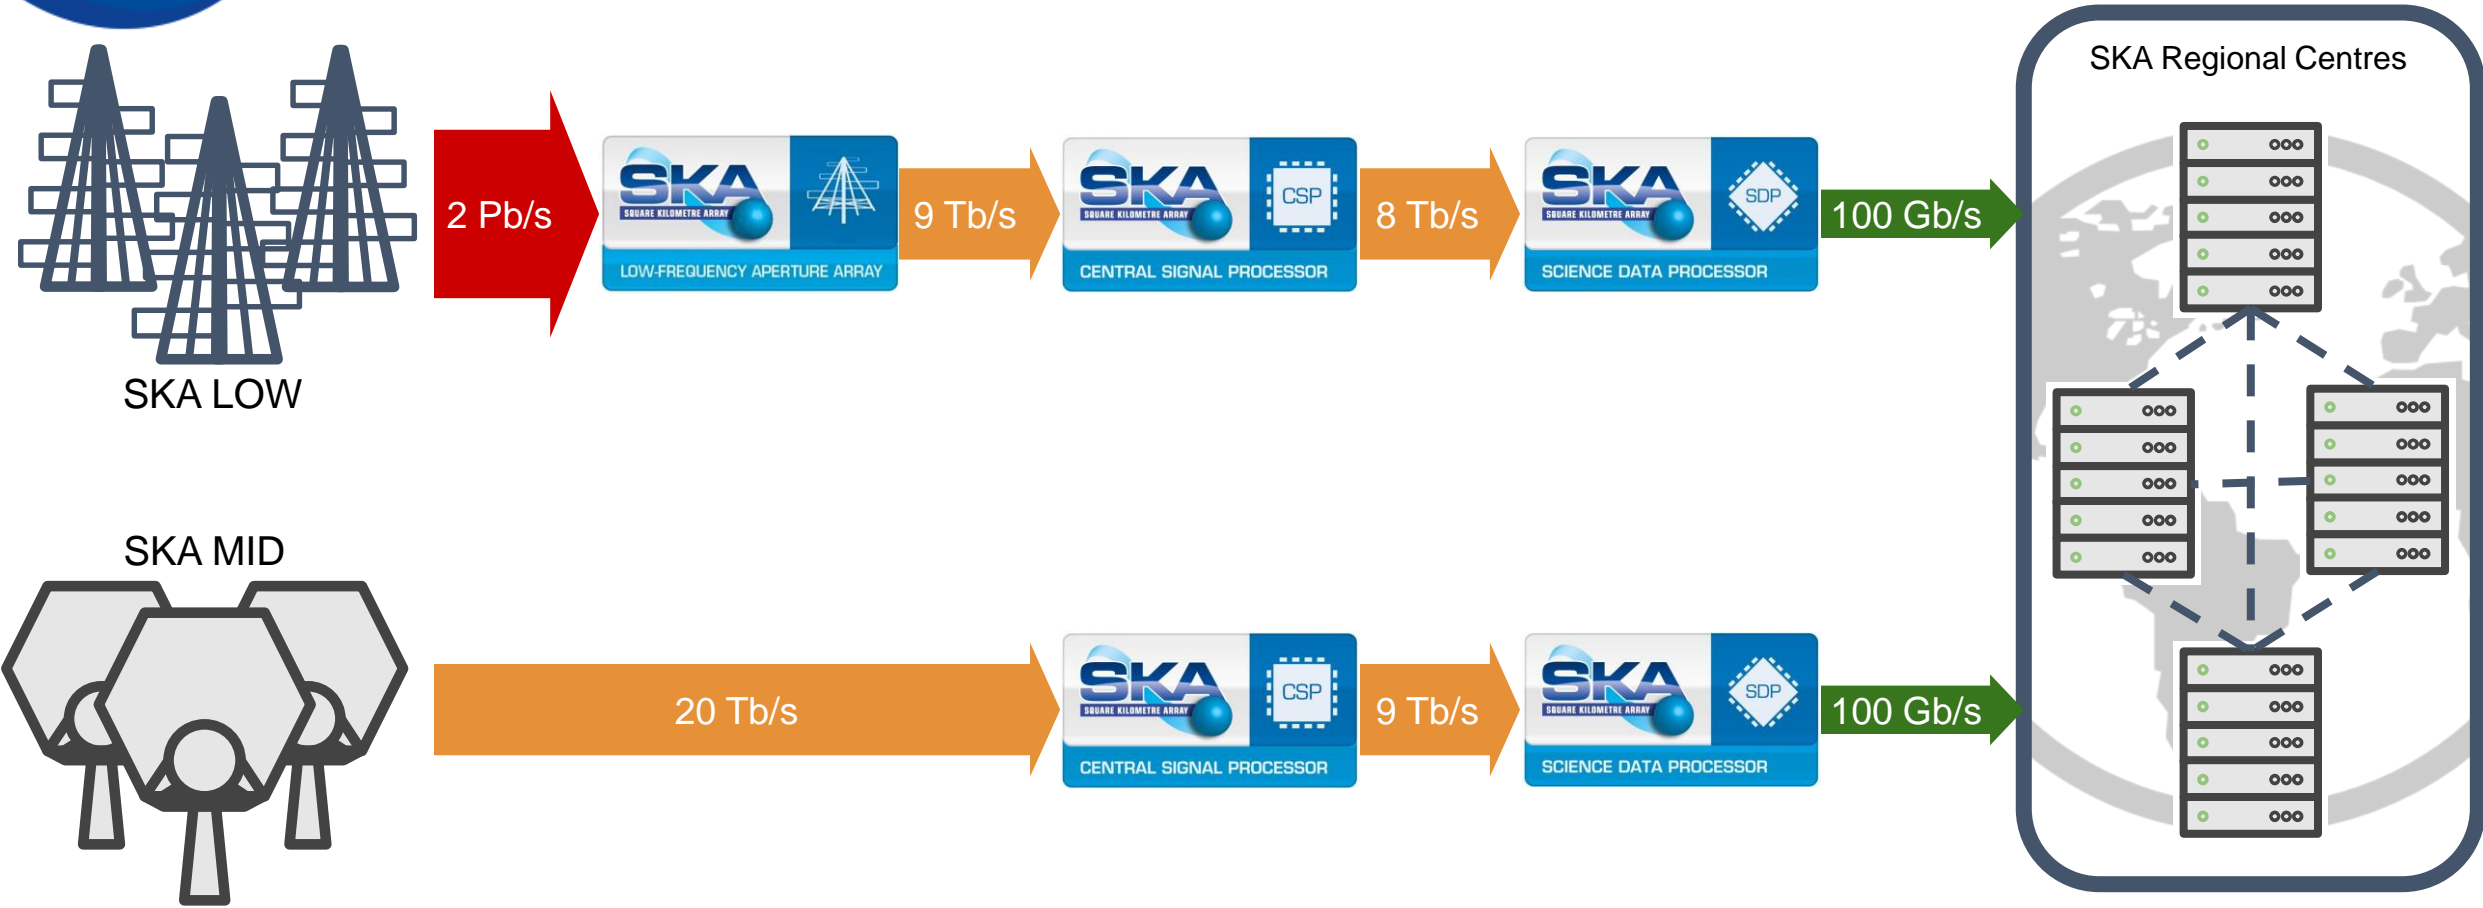 SKA Regional Centres
2 Pb/s
SKA
SQUARE KILOMETRE ARRAY
LOW-FREQUENCY APERTURE ARRAY
9 Tb/s
SKA
SQUARE KILOMETRE ARRAY
CSP
CENTRAL SIGNAL PROCESSOR
8 Tb/s
SKA
SQUARE KILOMETRE ARRAY
SDP
SCIENCE DATA PROCESSOR
100 Gb/s
SKA LOW
SKA MID
20 Tb/s
SKA
SQUARE KILOMETRE ARRAY
CSP
CENTRAL SIGNAL PROCESSOR
9 Tb/s
SKA
SQUARE KILOMETRE ARRAY
SDP
SCIENCE DATA PROCESSOR
100 Gb/s